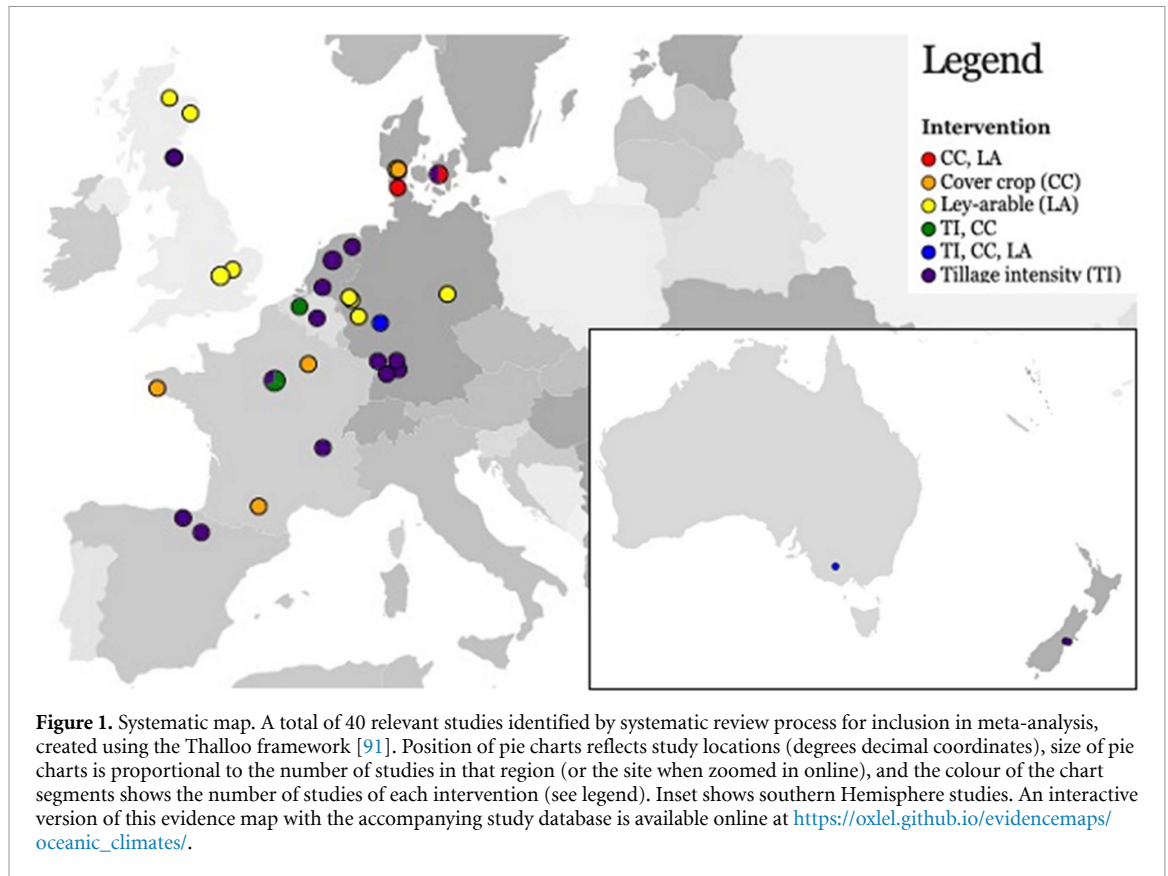 Legend
Intervention
CC, LA
Cover crop (CC)
Ley-arable (LA)
TI, CC
TI, CC, LA
Tillage intensity (TI)
Figure 1. Systematic map. A total of 40 relevant studies identified by systematic review process for inclusion in meta-analysis,
created using the Thalloo framework [91]. Position of pie charts reflects study locations (degrees decimal coordinates), size of pie
charts is proportional to the number of studies in that region (or the site when zoomed in online), and the colour of the chart
segments shows the number of studies of each intervention (see legend). Inset shows southern Hemisphere studies. An interactive
version of this evidence map with the accompanying study database is available online at https://oxlel.github.io/evidencemaps/
oceanic_climates/.